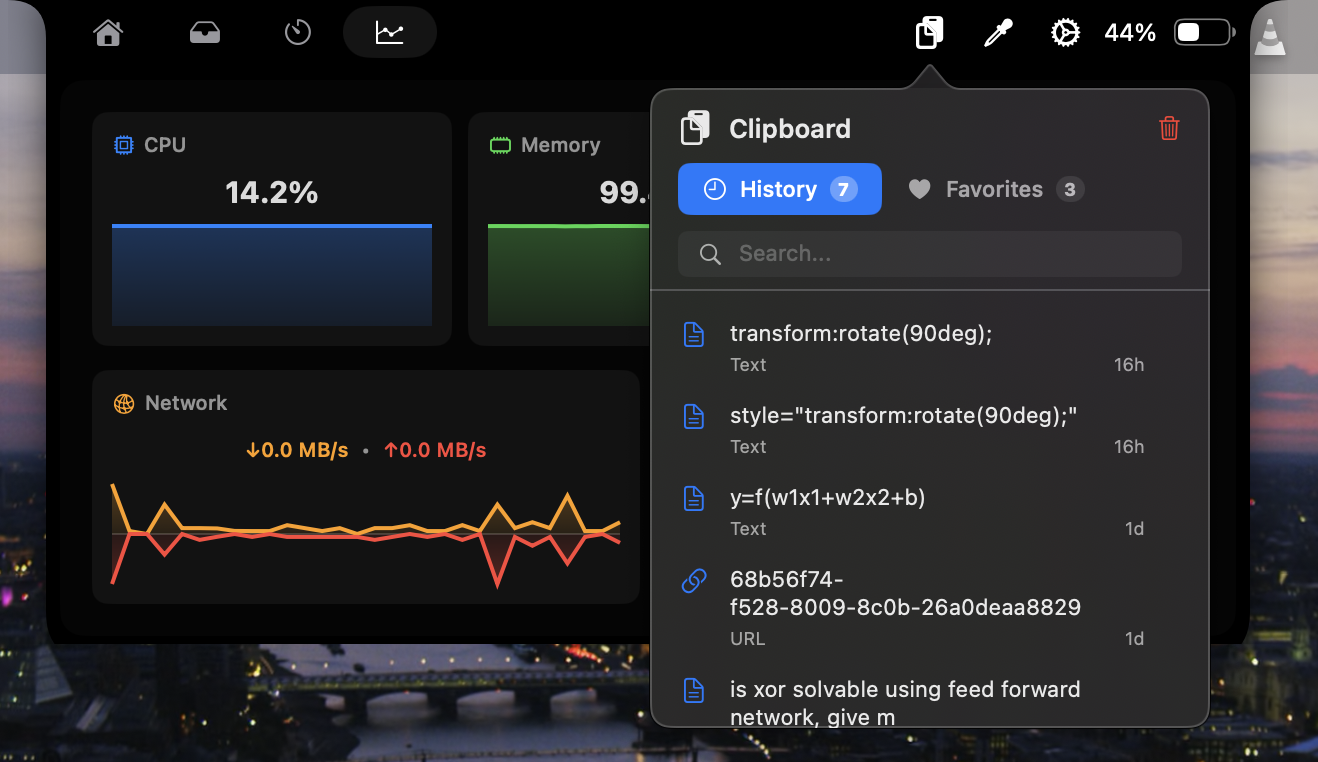 44%
CPU
14.2%
Memory
99.
Network
↓0.0 MB/s • ↑0.0 MB/s
Clipboard
History 7
Favorites 3
Search...
transform:rotate(90deg);
Text 16h
style="transform:rotate(90deg);"
Text 16h
y=f(w1x1+w2x2+b)
Text 1d
68b56f74-
f528-8009-8c0b-26a0deaa8829
URL 1d
is xor solvable using feed forward
network, give m